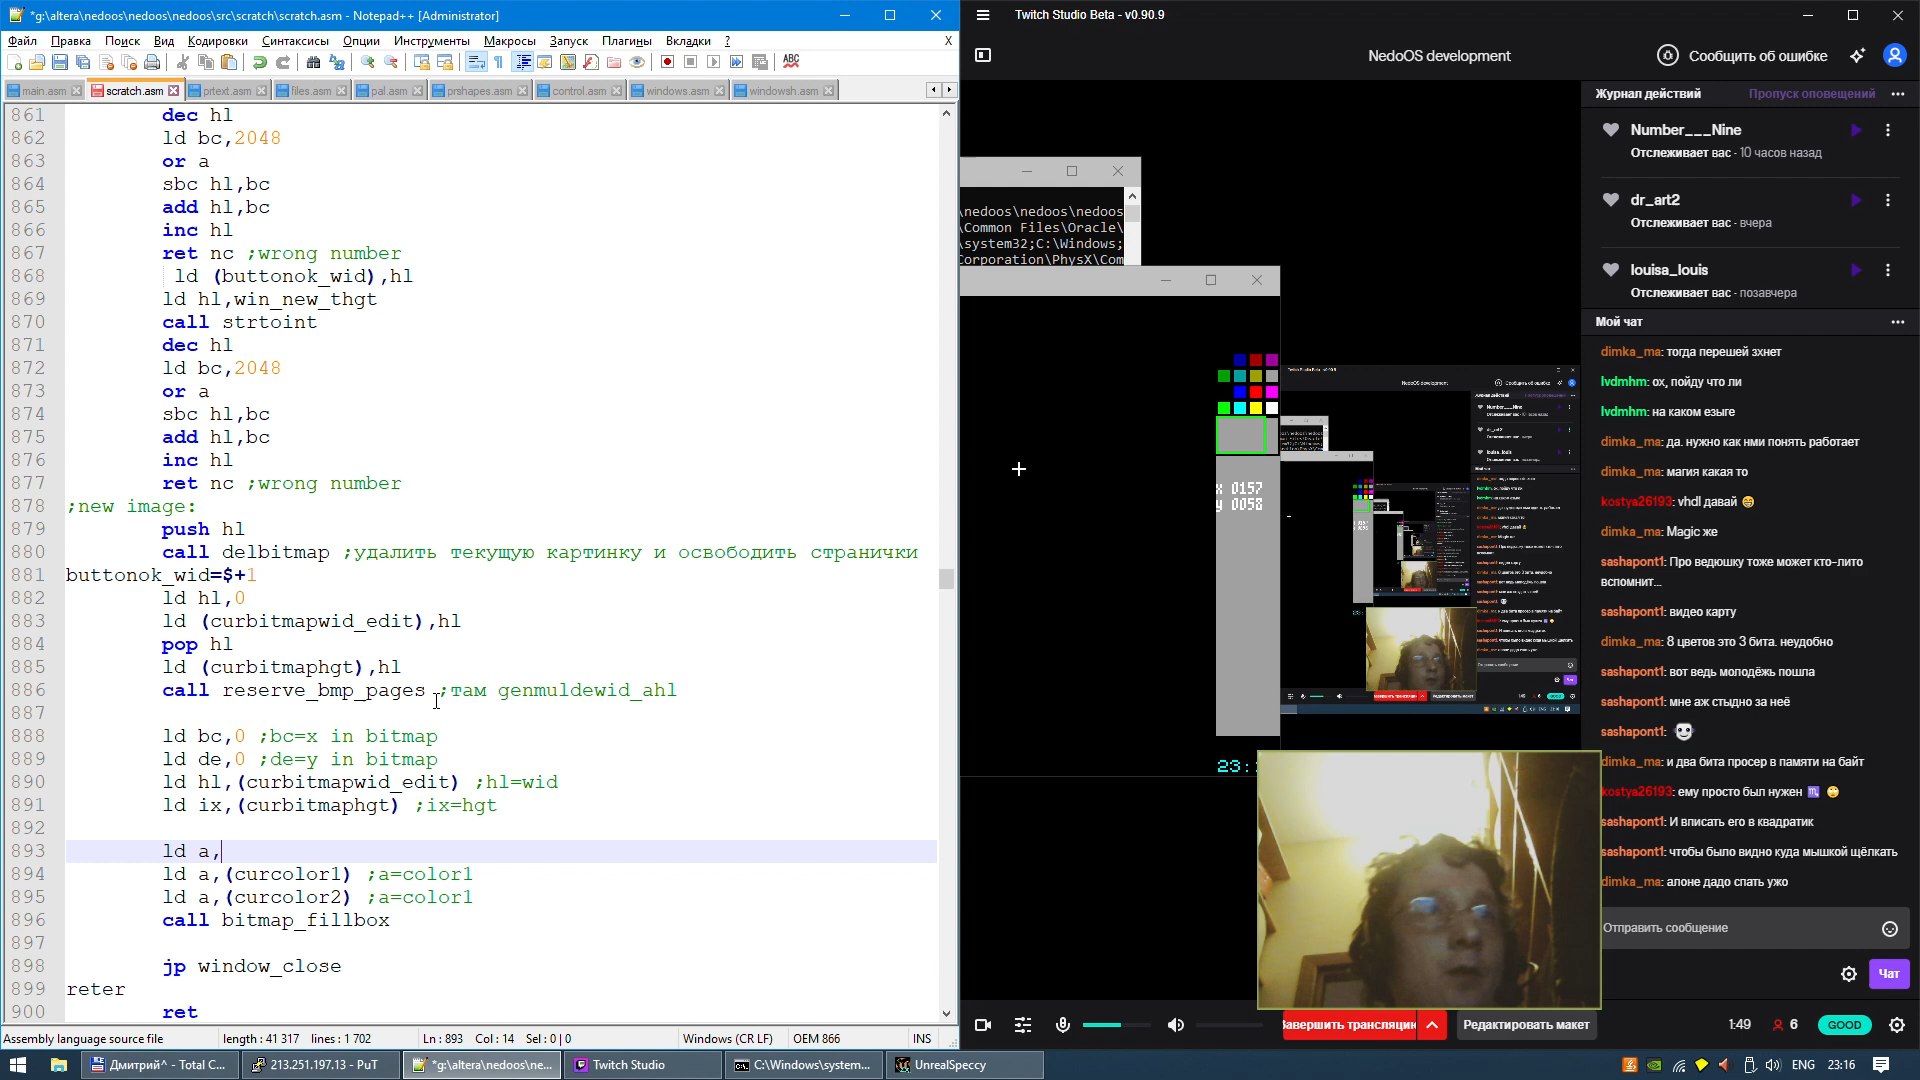 *g:\altera\nedoos\nedoos\nedoos\src\scratch\scratch.asm - Notepad++ [Administrator]
Файл Правка Поиск Вид Кодировки Синтаксисы Опции Инструменты Макросы Запуск Плагины Вкладки ? X
main.asm scratch.asm prtext.asm files.asm pal.asm prshapes.asm control.asm windows.asm windowsh.asm
861 dec hl
862 ld bc,2048
863 or a
864 sbc hl,bc
865 add hl,bc
866 inc hl
867 ret nc ;wrong number
868 ld (buttonok_wid),hl
869 ld hl,win_new_thgt
870 call strtoint
871 dec hl
872 ld bc,2048
873 or a
874 sbc hl,bc
875 add hl,bc
876 inc hl
877 ret nc ;wrong number
878 ;new image:
879 push hl
880 call delbitmap ;удалить текущую картинку и освободить странички
881 buttonok_wid=$+1
882 ld hl,0
883 ld (curbitmapwid_edit),hl
884 pop hl
885 ld (curbitmaphgt),hl
886 call reserve_bmp_pages ;там genmuldewid_ahl
887
888 ld bc,0 ;bc=x in bitmap
889 ld de,0 ;de=y in bitmap
890 ld hl,(curbitmapwid_edit) ;hl=wid
891 ld ix,(curbitmaphgt) ;ix=hgt
892
893 ld a,
894 ld a,(curcolor1) ;a=color1
895 ld a,(curcolor2) ;a=color1
896 call bitmap_fillbox
897
898 jp window_close
899 reter
900 ret
Assembly language source file length : 41 317 lines : 1 702 Ln : 893 Col : 14 Sel : 0 | 0 Windows (CR LF) OEM 866 INS
Twitch Studio Beta - v0.90.9
NedoOS development
Сообщить об ошибке
\nedoos\nedoos\nedoos
\Common Files\Oracle\
\system32;C:\Windows;
Corporation\PhysX\Com
x 0157
y 0058
23:
Журнал действий Пропуск оповещений
Number___Nine
Отслеживает вас · 10 часов назад
dr_art2
Отслеживает вас · вчера
louisa_louis
Отслеживает вас · позавчера
Мой чат
dimka_ma: тогда перешей зхнет
lvdmhm: ох, пойду что ли
lvdmhm: на каком езыге
dimka_ma: да. нужно как нми понять работает
dimka_ma: магия какая то
kostya26193: vhdl давай
dimka_ma: Magic же
sashapont1: Про ведюшку тоже может кто-лито
вспомнит...
sashapont1: видео карту
dimka_ma: 8 цветов это 3 бита. неудобно
sashapont1: вот ведь молодёжь пошла
sashapont1: мне аж стыдно за неё
sashapont1:
dimka_ma: и два бита просер в памяти на байт
kostya26193: ему просто был нужен
sashapont1: И вписать его в квадратик
sashapont1: чтобы было видно куда мышкой щёлкать
dimka_ma: алоне дадо спать ужо
Отправить сообщение
Чат
Завершить трансляцию Редактировать макет 1:49 6 GOOD
Дмитрий^ - Total C... 213.251.197.13 - PuT *g:\altera\nedoos\ne... Twitch Studio C:\Windows\system... UnrealSpeccy ENG 23:16